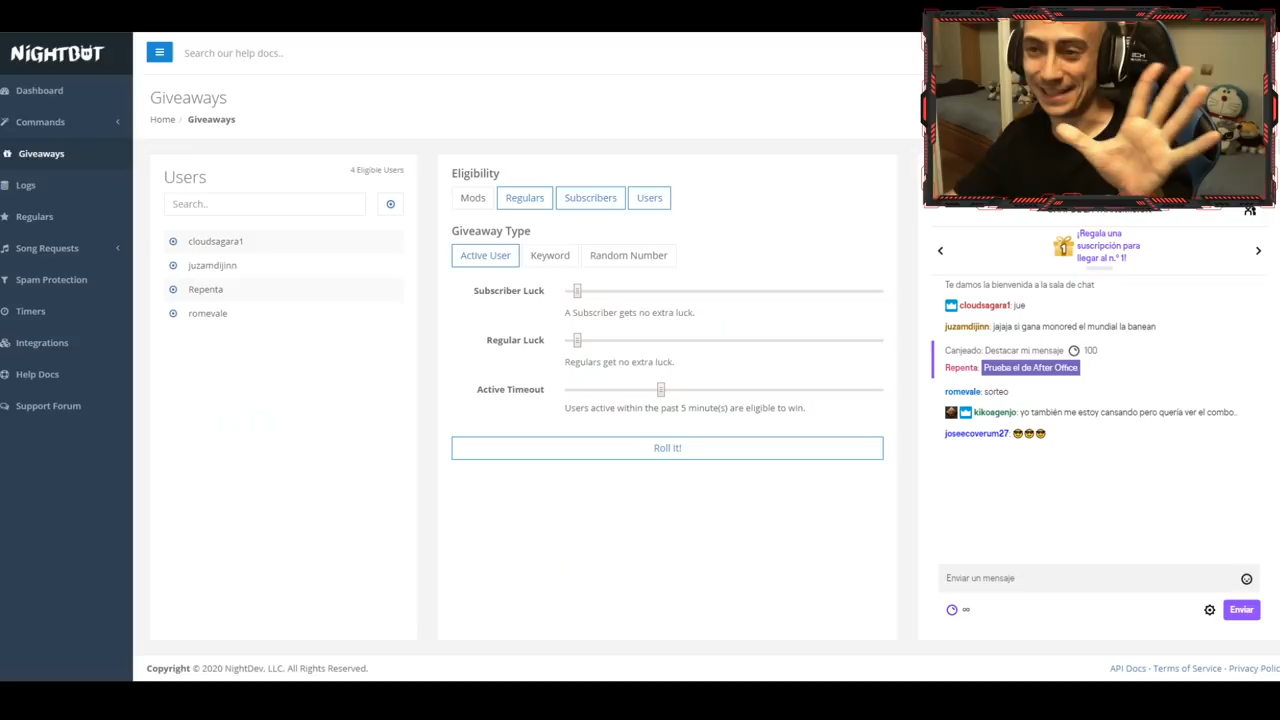 NIGHTBOT
Search our help docs..
Dashboard
Commands
Giveaways
Logs
Regulars
Song Requests
Spam Protection
Timers
Integrations
Help Docs
Support Forum
Giveaways
Home / Giveaways
Users
4 Eligible Users
Search..
cloudsagara1
juzamdijinn
Repenta
romevale
Eligibility
Mods Regulars Subscribers Users
Giveaway Type
Active User Keyword Random Number
Subscriber Luck
A Subscriber gets no extra luck.
Regular Luck
Regulars get no extra luck.
Active Timeout
Users active within the past 5 minute(s) are eligible to win.
Roll It!
¡Regala una
suscripción para
llegar al n.º 1!
1
Te damos la bienvenida a la sala de chat
cloudsagara1: jue
juzamdijinn: jajaja si gana monored el mundial la banean
Canjeado: Destacar mi mensaje 100
Repenta: Prueba el de After Office
romevale: sorteo
kikoagenjo: yo también me estoy cansando pero quería ver el combo..
joseecoverum27: 😎😎😎
Enviar un mensaje
∞
Enviar
Copyright © 2020 NightDev, LLC. All Rights Reserved.
API Docs - Terms of Service - Privacy Polic